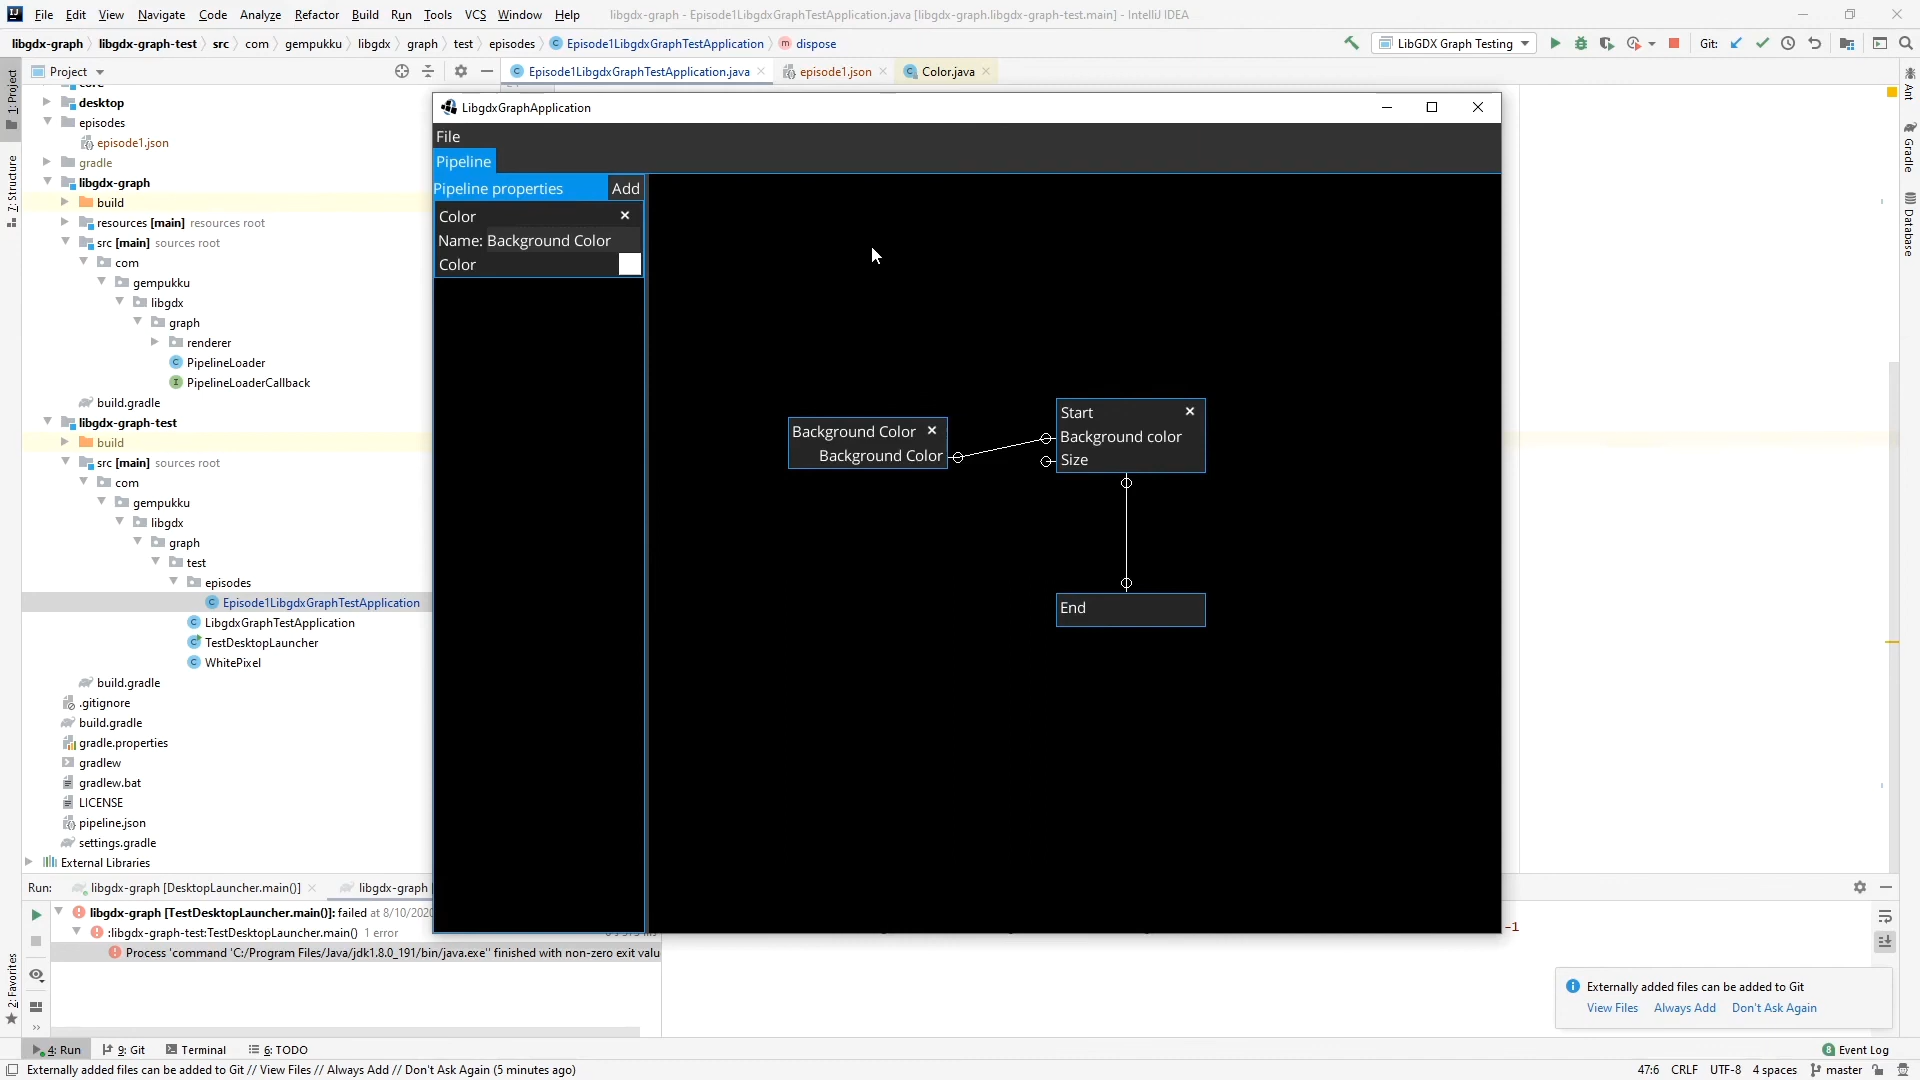 File Edit View Navigate Code Analyze Refactor Build Run Tools VCS Window Help libgdx-graph - Episode1LibgdxGraphTestApplication.java [libgdx-graph.libgdx-graph-test.main] - IntelliJ IDEA
libgdx-graph libgdx-graph-test src com gempukku libgdx graph test episodes Episode1LibgdxGraphTestApplication dispose LibGDX Graph Testing Git:
Project Episode1LibgdxGraphTestApplication.java episode1.json Color.java
1: Project
Z: Structure
2: Favorites
Ant
Gradle
Database
desktop
episodes
episode1.json
gradle
libgdx-graph
build
resources [main] resources root
src [main] sources root
com
gempukku
libgdx
graph
renderer
PipelineLoader
PipelineLoaderCallback
build.gradle
libgdx-graph-test
build
src [main] sources root
com
gempukku
libgdx
graph
test
episodes
Episode1LibgdxGraphTestApplication
LibgdxGraphTestApplication
TestDesktopLauncher
WhitePixel
build.gradle
.gitignore
build.gradle
gradle.properties
gradlew
gradlew.bat
LICENSE
pipeline.json
settings.gradle
External Libraries
LibgdxGraphApplication
File
Pipeline
Pipeline properties Add
Color
Name: Background Color
Color
Background Color
Background Color
Start
Background color
Size
End
Run: libgdx-graph [DesktopLauncher.main()] libgdx-graph
libgdx-graph [TestDesktopLauncher.main()]: failed at 8/10/2020
:libgdx-graph-test:TestDesktopLauncher.main() 1 error
Process 'command 'C:/Program Files/Java/jdk1.8.0_191/bin/java.exe'' finished with non-zero exit valu
-1
Externally added files can be added to Git
View Files Always Add Don't Ask Again
4: Run 9: Git Terminal 6: TODO 8 Event Log
Externally added files can be added to Git // View Files // Always Add // Don't Ask Again (5 minutes ago) 47:6 CRLF UTF-8 4 spaces master